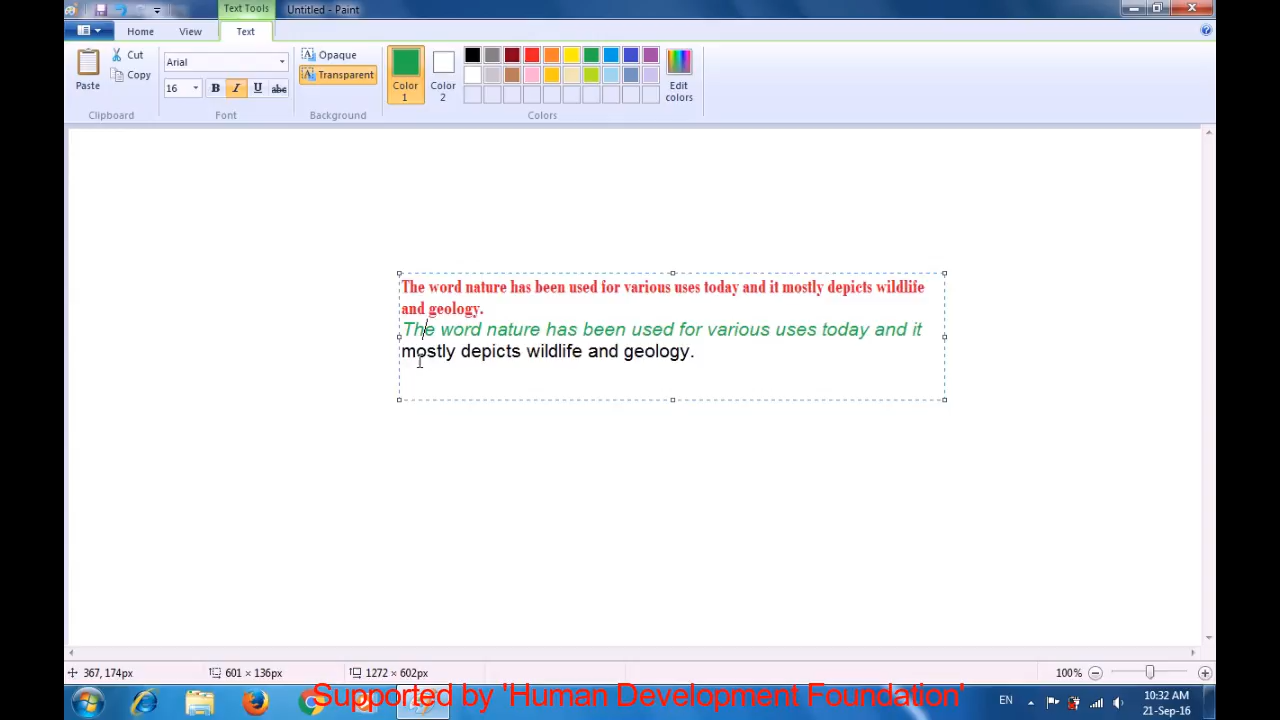 Text Tools
Untitled - Paint
Home
View
Text
Paste
Cut
Copy
Clipboard
Arial
16
B I U abc
Font
Opaque
Transparent
Background
Color 1
Color 2
Edit colors
Colors
The word nature has been used for various uses today and it mostly depicts wildlife
and geology.
The word nature has been used for various uses today and it
mostly depicts wildlife and geology.
367, 174px
601 × 136px
1272 × 602px
100%
Supported by 'Human Development Foundation'
EN
10:32 AM
21-Sep-16